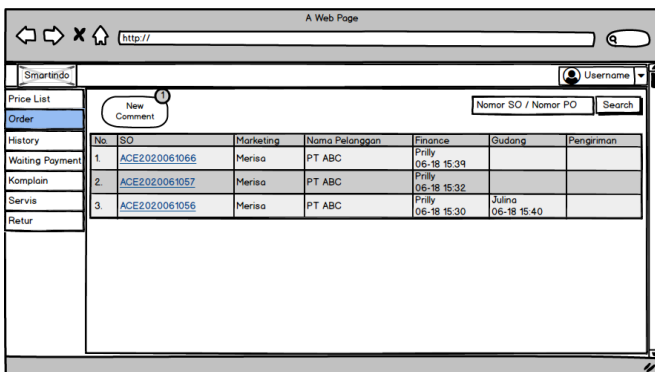 A Web Page
http://
Smartindo
Username
Price List
Order
History
Waiting Payment
Komplain
Servis
Retur
1
New
Comment
Nomor SO / Nomor PO
Search
No. SO Marketing Nama Pelanggan Finance Gudang Pengiriman
1. ACE2020061066 Merisa PT ABC Prilly
06-18 15:39
2. ACE2020061057 Merisa PT ABC Prilly
06-18 15:32
3. ACE2020061056 Merisa PT ABC Prilly Julina
06-18 15:30 06-18 15:40